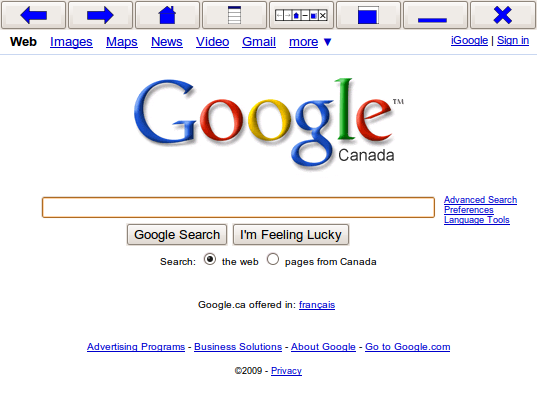 Web Images Maps News Video Gmail more ▼ iGoogle | Sign in
Google™
Canada
Advanced Search
Preferences
Language Tools
Google Search I'm Feeling Lucky
Search: the web pages from Canada
Google.ca offered in: français
Advertising Programs - Business Solutions - About Google - Go to Google.com
©2009 - Privacy